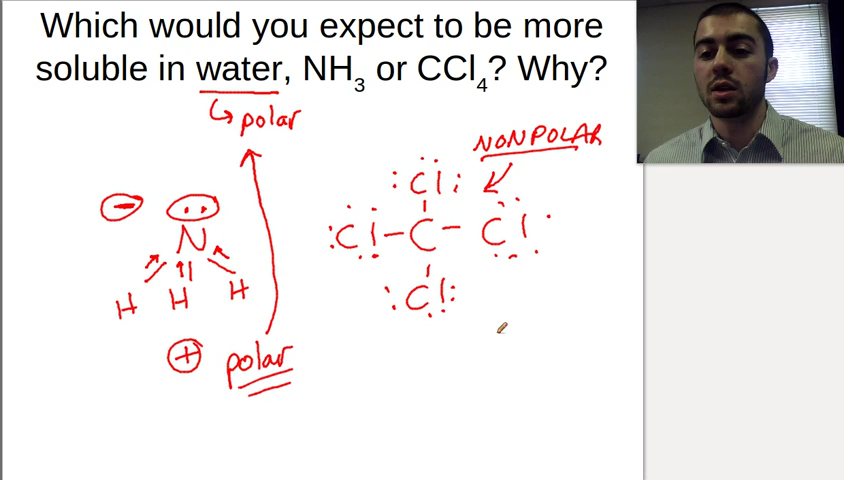 Which would you expect to be more
soluble in water, NH3 or CCl4? Why?
polar
NONPOLAR
Cl
N
Cl C Cl
H H H
Cl
polar